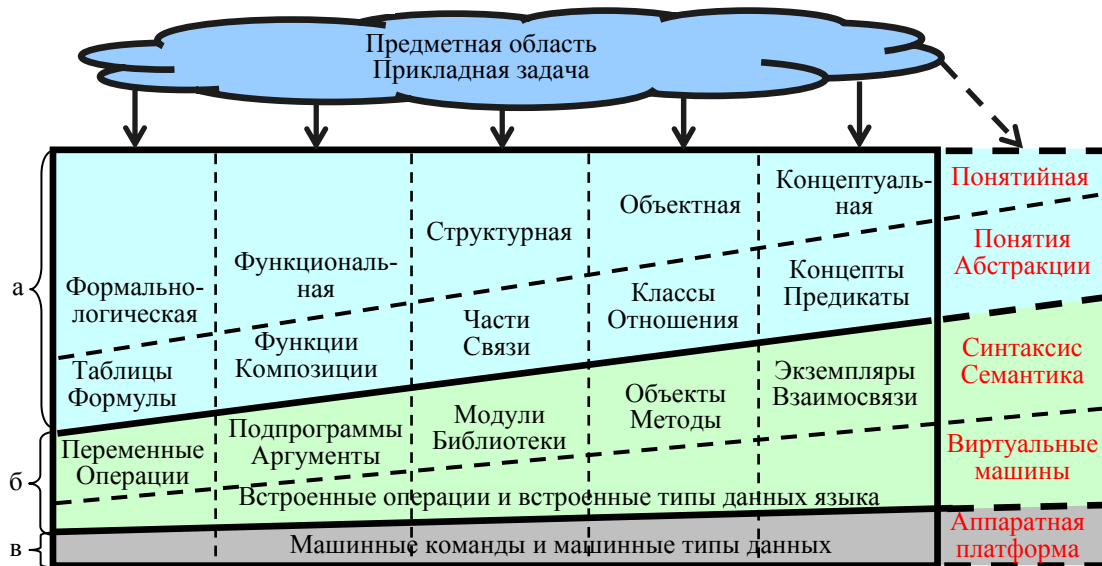 Предметная область
Прикладная задача
а
Формально-
логическая
Таблицы
Формулы
Функциональ-
ная
Функции
Композиции
Структурная
Части
Связи
Объектная
Классы
Отношения
Концептуаль-
ная
Концепты
Предикаты
Понятийная
Понятия
Абстракции
б
Переменные
Операции
Подпрограммы
Аргументы
Модули
Библиотеки
Объекты
Методы
Экземпляры
Взаимосвязи
Синтаксис
Семантика
Встроенные операции и встроенные типы данных языка
Виртуальные
машины
в
Машинные команды и машинные типы данных
Аппаратная
платформа